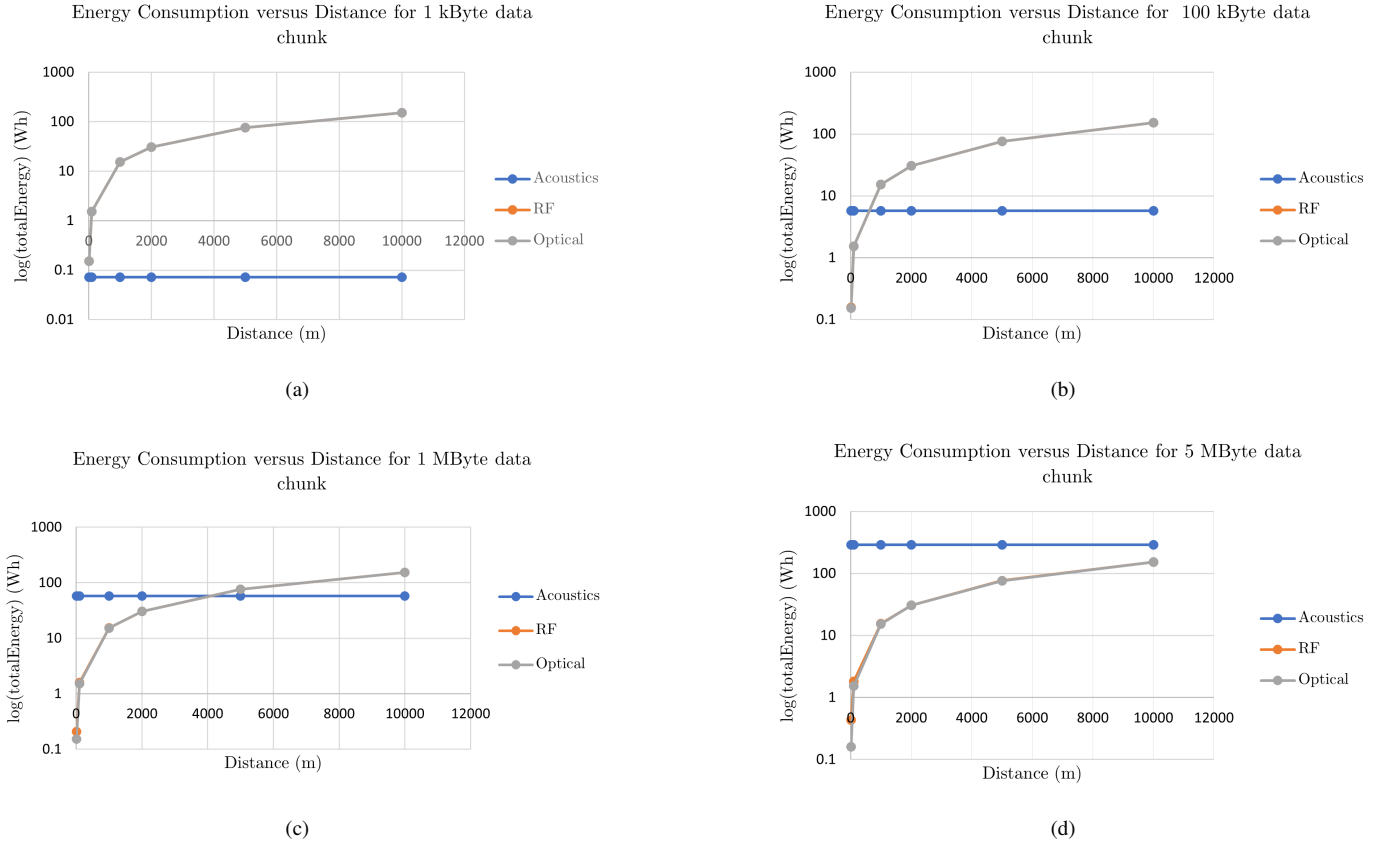 Energy Consumption versus Distance for 1 kByte data
chunk
1000
100
10
1
0.1
0.01
0
2000
4000
6000
8000
10000
12000
log(totalEnergy) (Wh)
Distance (m)
Acoustics
RF
Optical
(a)
Energy Consumption versus Distance for 100 kByte data
chunk
1000
100
10
1
0.1
0
2000
4000
6000
8000
10000
12000
log(totalEnergy) (Wh)
Distance (m)
Acoustics
RF
Optical
(b)
Energy Consumption versus Distance for 1 MByte data
chunk
1000
100
10
1
0.1
0
2000
4000
6000
8000
10000
12000
log(totalEnergy) (Wh)
Distance (m)
Acoustics
RF
Optical
(c)
Energy Consumption versus Distance for 5 MByte data
chunk
1000
100
10
1
0.1
0
2000
4000
6000
8000
10000
12000
log(totalEnergy) (Wh)
Distance (m)
Acoustics
RF
Optical
(d)